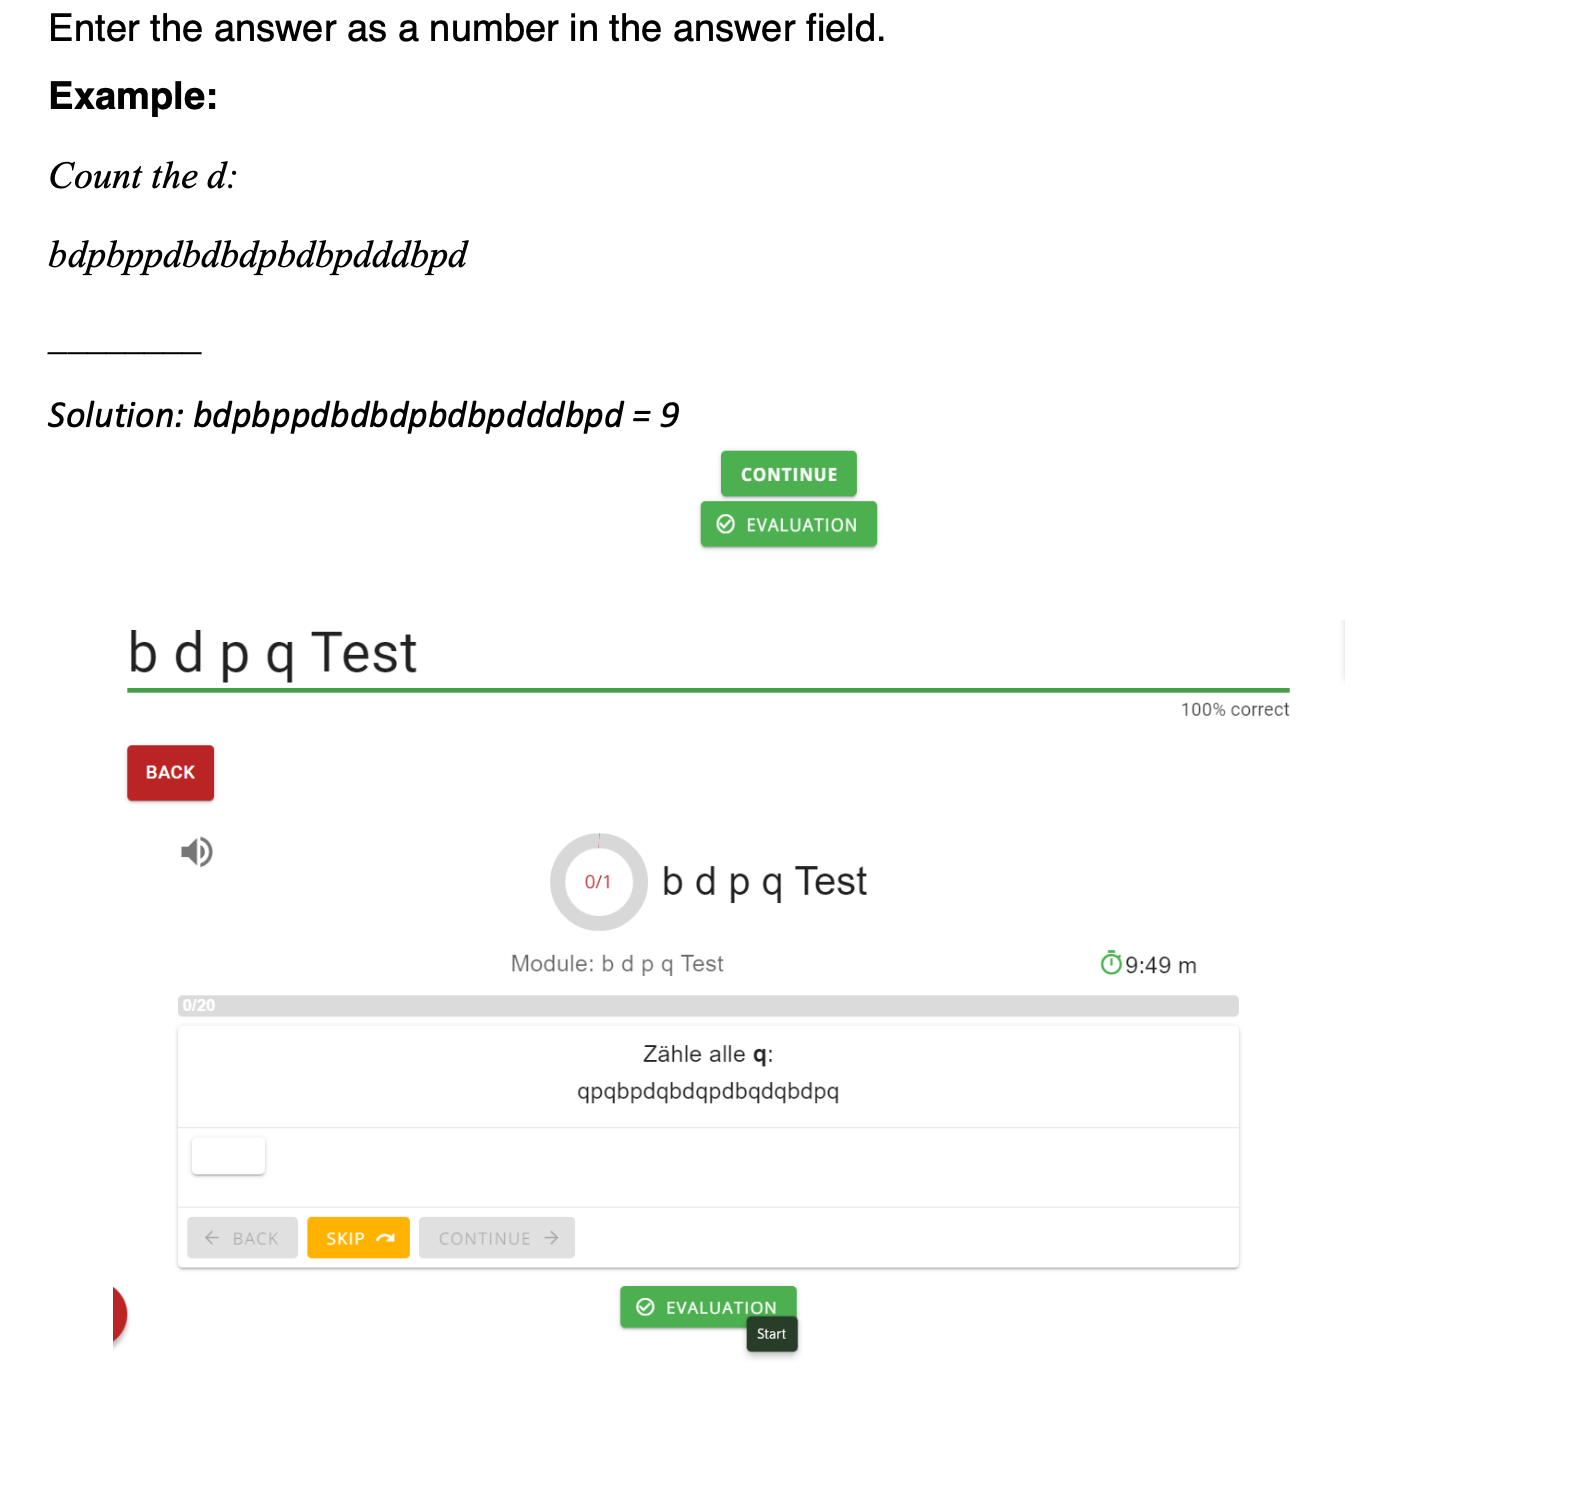 Enter the answer as a number in the answer field.
Example:
Count the d:
bdpbppdbdbdpbdbpdddbpd
________
Solution: bdpbppdbdbdpbdbpdddbpd = 9
CONTINUE
EVALUATION
b d p q Test
100% correct
BACK
0/1
b d p q Test
Module: b d p q Test
9:49 m
0/20
Zähle alle q:
qpqbpdqbdqpdbqdqbdpq
BACK
SKIP
CONTINUE
EVALUATION
Start